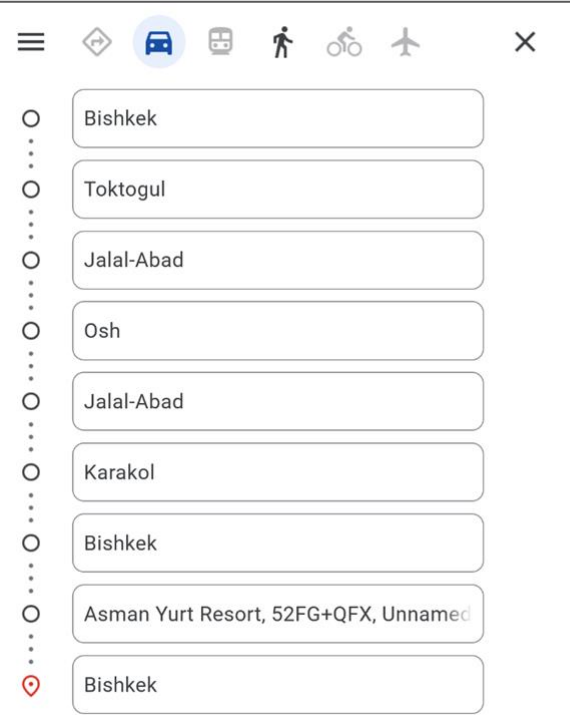 Bishkek
Toktogul
Jalal-Abad
Osh
Jalal-Abad
Karakol
Bishkek
Asman Yurt Resort, 52FG+QFX, Unnamed
Bishkek